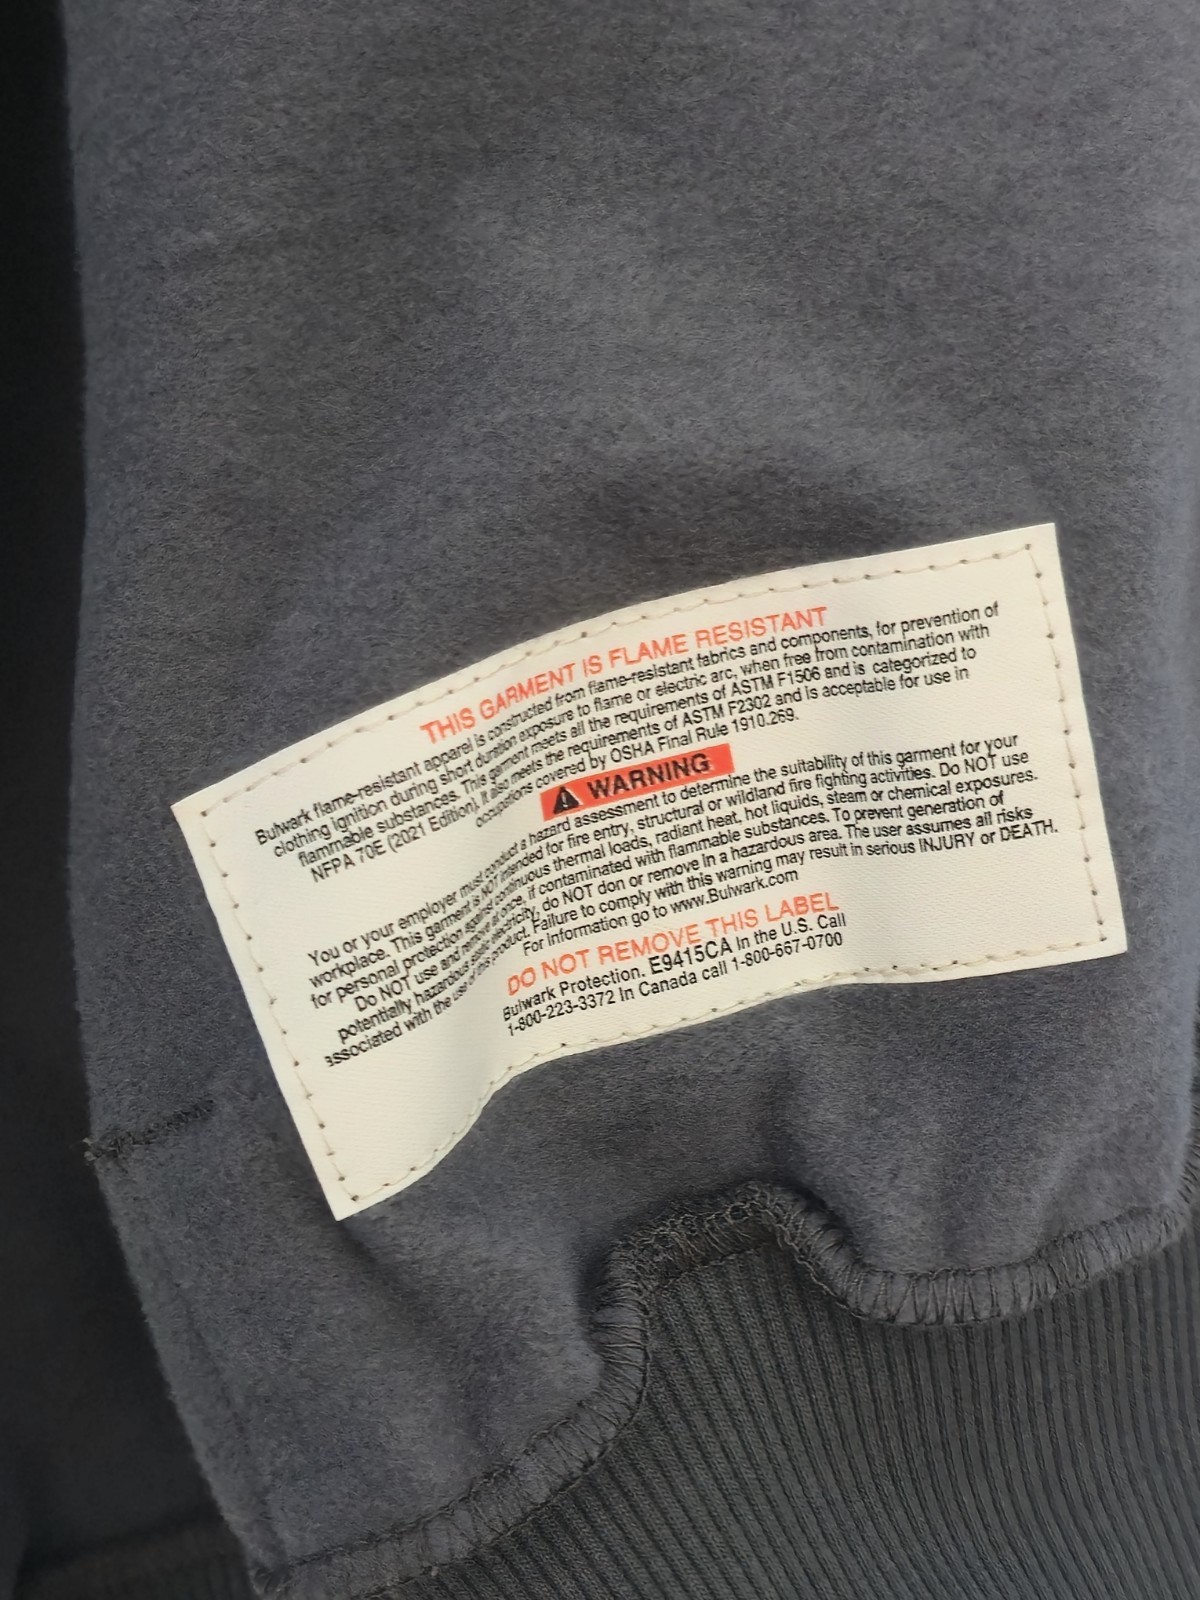 THIS GARMENT IS FLAME RESISTANT
Bulwark flame-resistant apparel is constructed from flame-resistant fabrics and components, for prevention of
clothing ignition during short duration exposure to flame or electric arc, when free from contamination with
flammable substances. This garment meets all the requirements of ASTM F1506 and is categorized to
NFPA 70E (2021 Edition). It also meets the requirements of ASTM F2302 and is acceptable for use in
occupations covered by OSHA Final Rule 1910.269.
WARNING
You or your employer must conduct a hazard assessment to determine the suitability of this garment for your
workplace. This garment is NOT intended for fire entry, structural or wildland fire fighting activities. Do NOT use
for personal protection against continuous thermal loads, radiant heat, hot liquids, steam or chemical exposures.
Do NOT use and remove at once, if contaminated with flammable substances. To prevent generation of
potentially hazardous static electricity, do NOT don or remove in a hazardous area. The user assumes all risks
associated with the use of this product. Failure to comply with this warning may result in serious INJURY or DEATH.
For Information go to www.Bulwark.com
DO NOT REMOVE THIS LABEL
Bulwark Protection. E9415CA In the U.S. Call
1-800-223-3372 In Canada call 1-800-667-0700